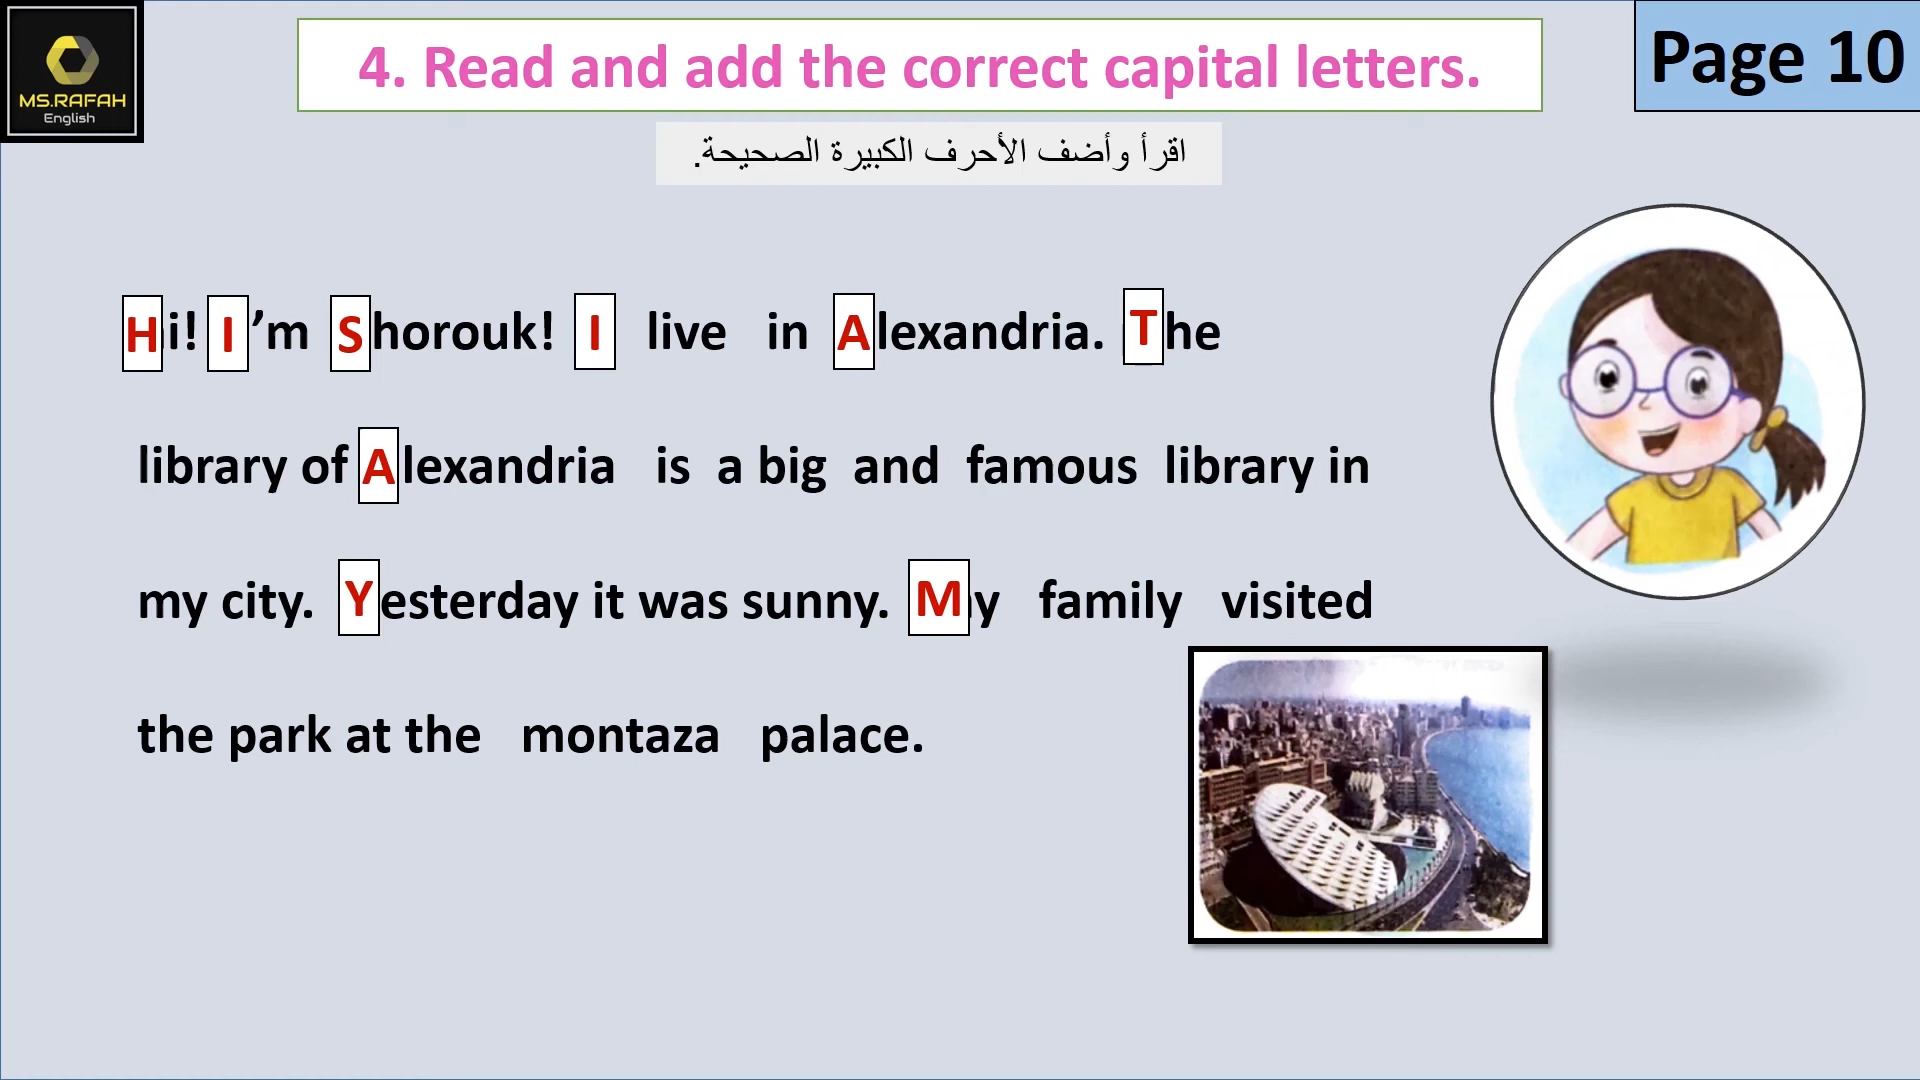 MS.RAFAH
English
4. Read and add the correct capital letters.
Page 10
اقرأ وأضف الأحرف الكبيرة الصحيحة.
Hi! I’m Shorouk! I live in Alexandria. The
library of Alexandria is a big and famous library in
my city. Yesterday it was sunny. My family visited
the park at the montaza palace.